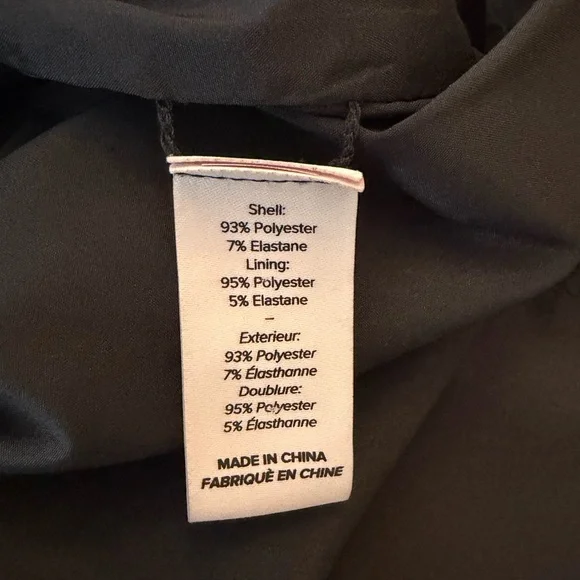 Shell:
93% Polyester
7% Elastane
Lining:
95% Polyester
5% Elastane
–
Exterieur:
93% Polyester
7% Élasthanne
Doublure:
95% Polyester
5% Élasthanne
MADE IN CHINA
FABRIQUÈ EN CHINE